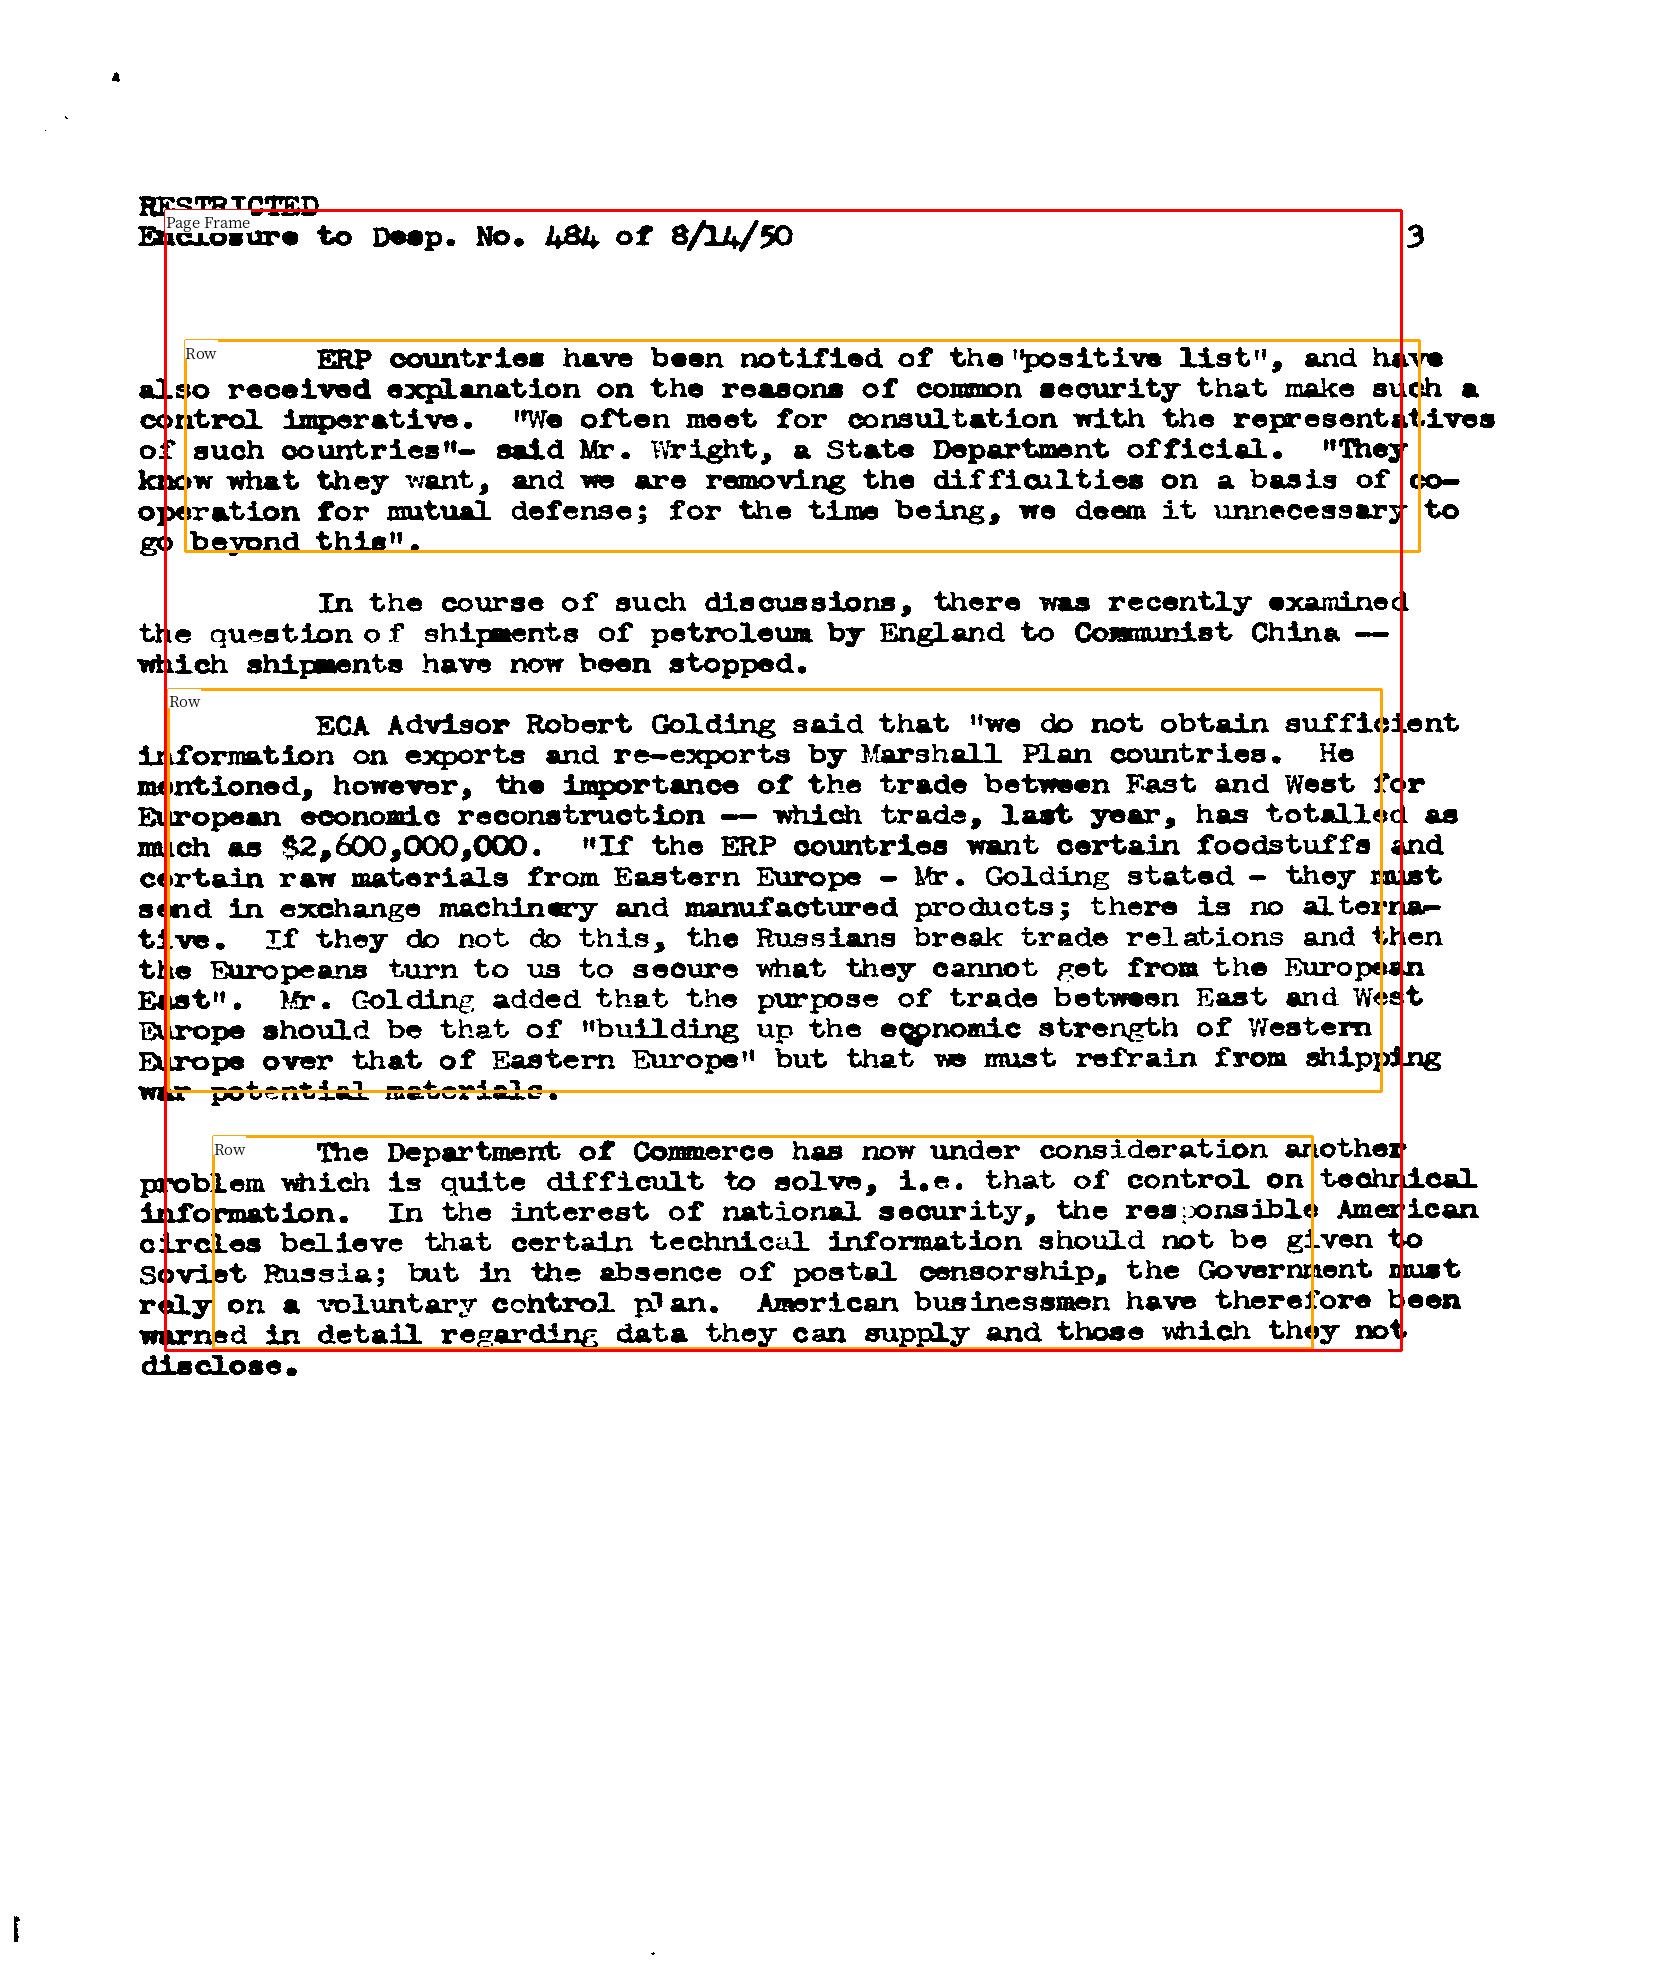 RESTRICTED
Page Frame
Enclosure to Desp. No. 484 of 8/14/50 3
Row
ERP countries have been notified of the "positive list", and have
also received explanation on the reasons of common security that make such a
control imperative. "We often meet for consultation with the representatives
of such countries"- said Mr. Wright, a State Department official. "They
know what they want, and we are removing the difficulties on a basis of co-
operation for mutual defense; for the time being, we deem it unnecessary to
go beyond this".
In the course of such discussions, there was recently examined
the question of shipments of petroleum by England to Communist China --
which shipments have now been stopped.
Row
ECA Advisor Robert Golding said that "we do not obtain sufficient
information on exports and re-exports by Marshall Plan countries. He
mentioned, however, the importance of the trade between East and West for
European economic reconstruction -- which trade, last year, has totalled as
much as $2,600,000,000. "If the ERP countries want certain foodstuffs and
certain raw materials from Eastern Europe - Mr. Golding stated - they must
send in exchange machinery and manufactured products; there is no alterna-
tive. If they do not do this, the Russians break trade relations and then
the Europeans turn to us to secure what they cannot get from the European
East". Mr. Golding added that the purpose of trade between East and West
Europe should be that of "building up the economic strength of Western
Europe over that of Eastern Europe" but that we must refrain from shipping
war potential materials.
Row
The Department of Commerce has now under consideration another
problem which is quite difficult to solve, i.e. that of control on technical
information. In the interest of national security, the responsible American
circles believe that certain technical information should not be given to
Soviet Russia; but in the absence of postal censorship, the Government must
rely on a voluntary control plan. American businessmen have therefore been
warned in detail regarding data they can supply and those which they not
disclose.